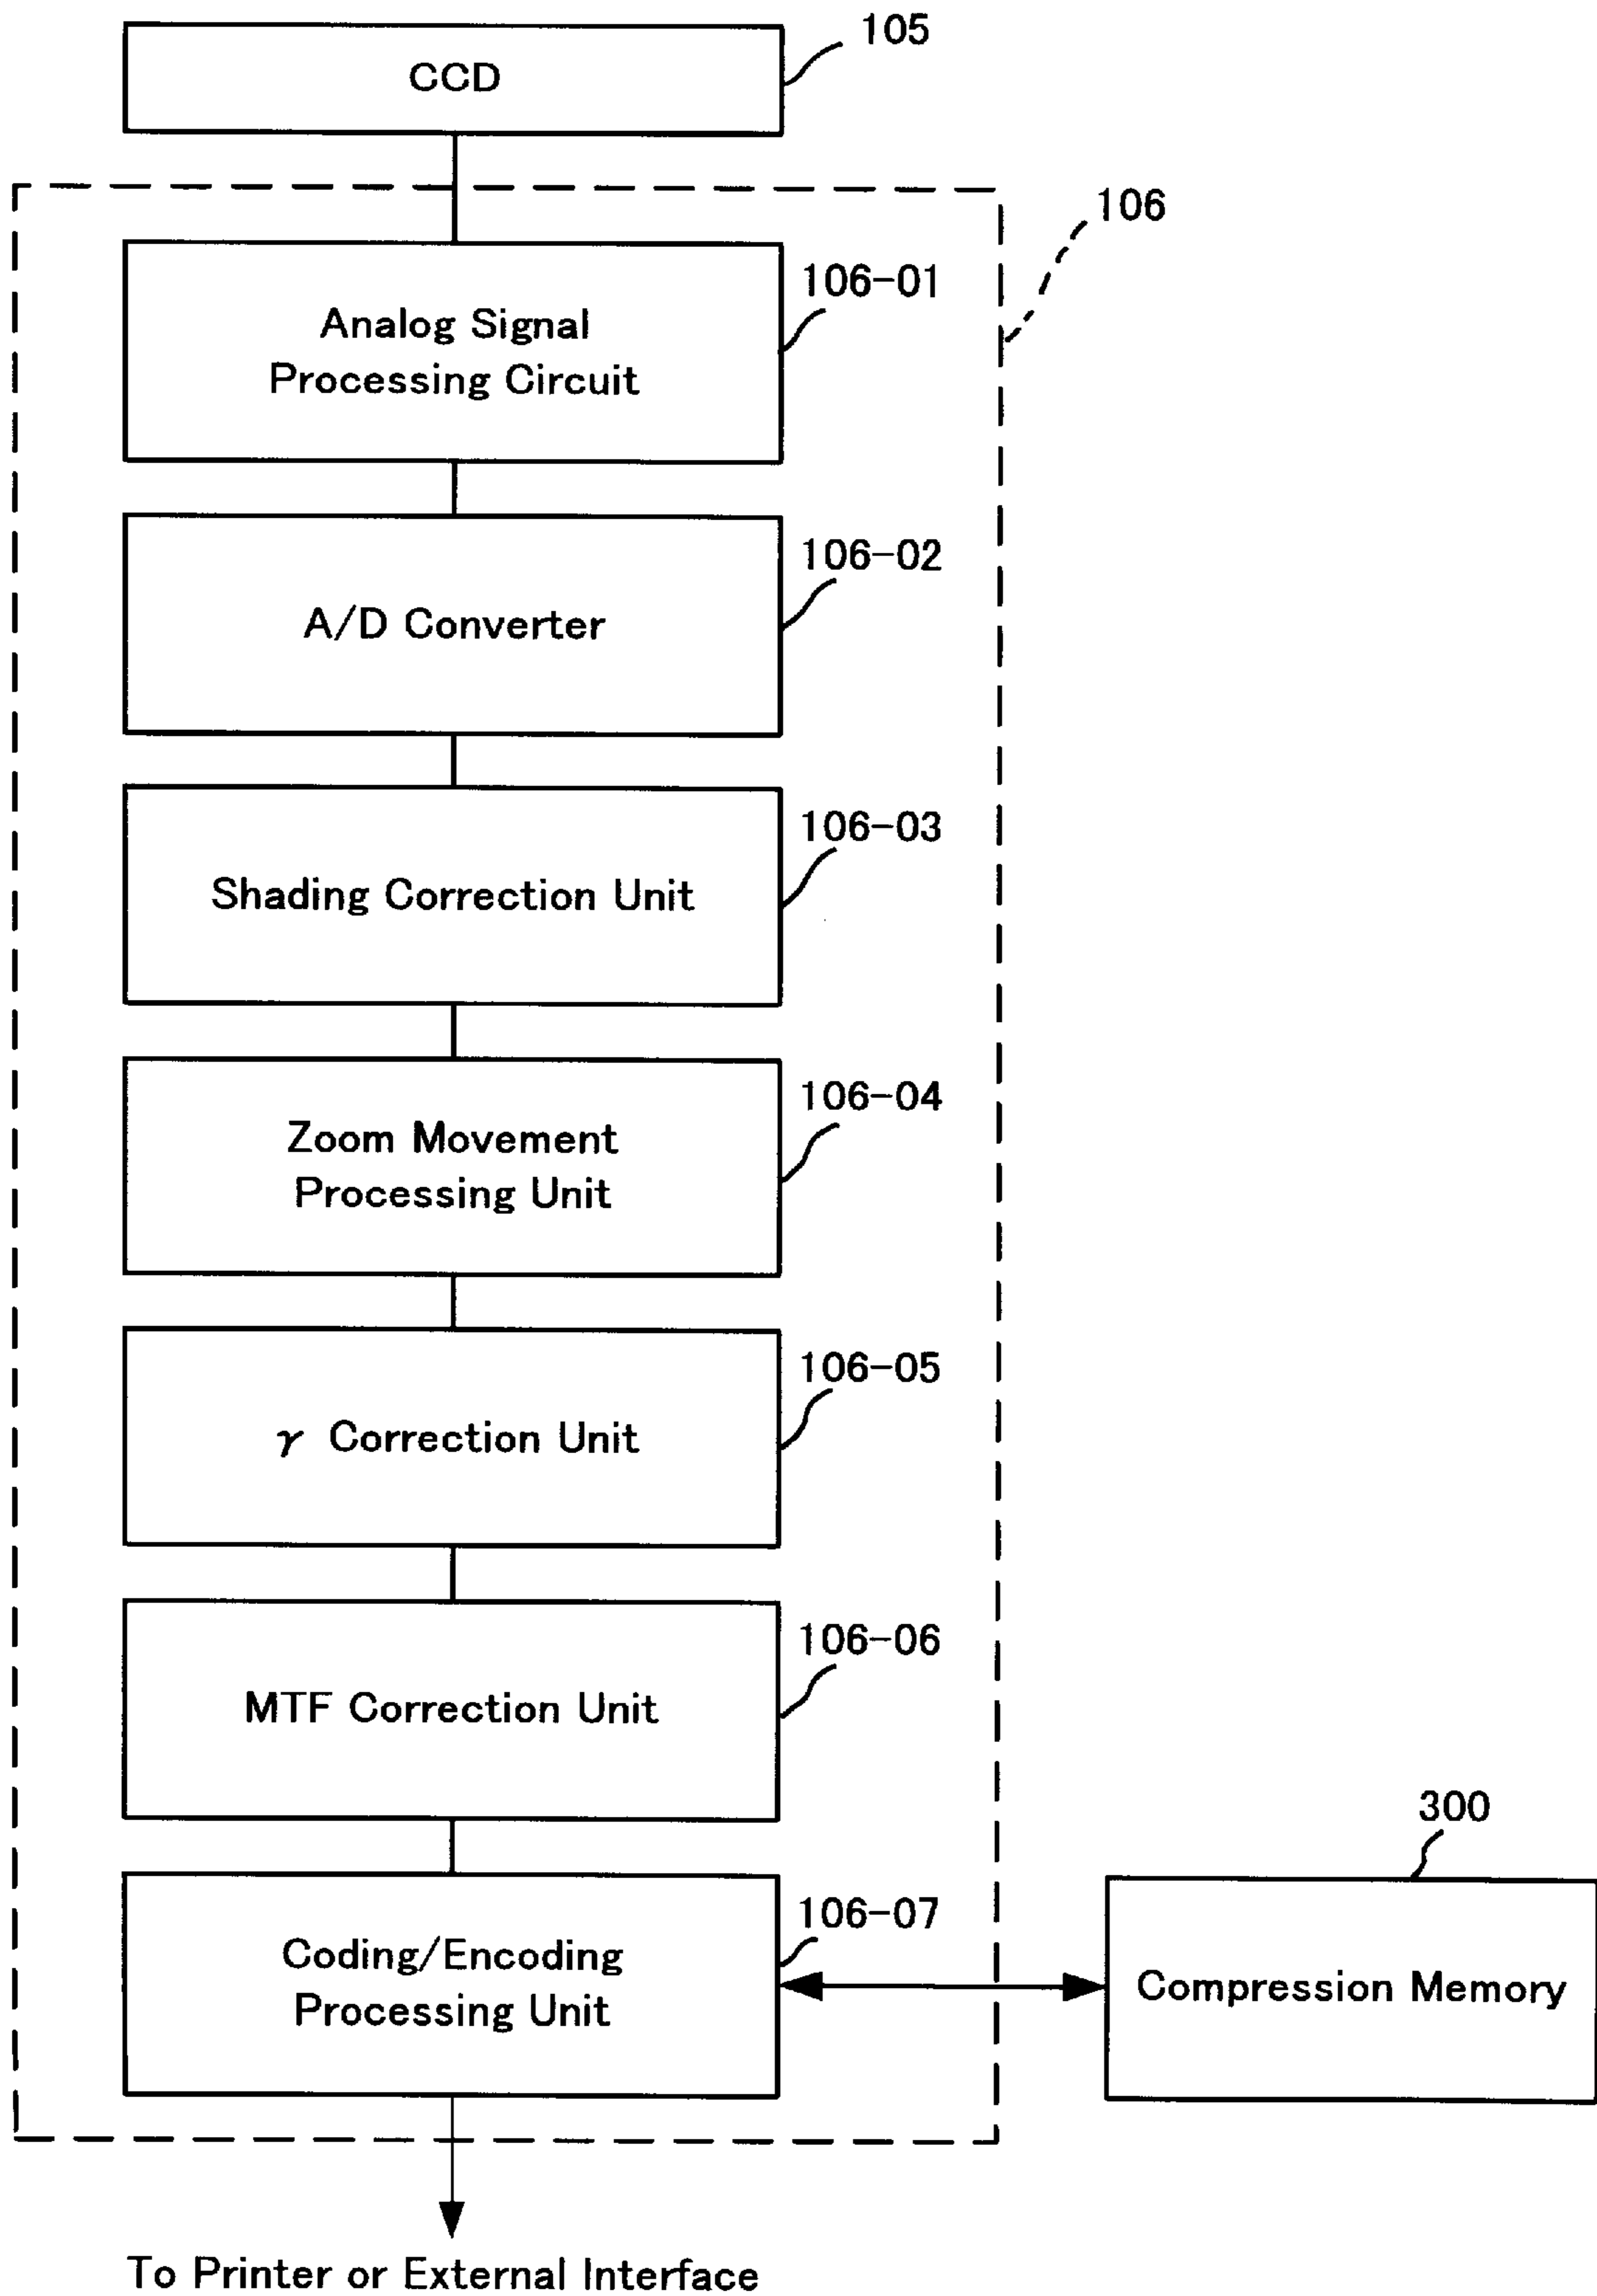 105
CCD
106
106-01
Analog Signal
Processing Circuit
106-02
A/D Converter
106-03
Shading Correction Unit
106-04
Zoom Movement
Processing Unit
106-05
γ Correction Unit
106-06
MTF Correction Unit
300
106-07
Coding/Encoding
Processing Unit
Compression Memory
To Printer or External Interface